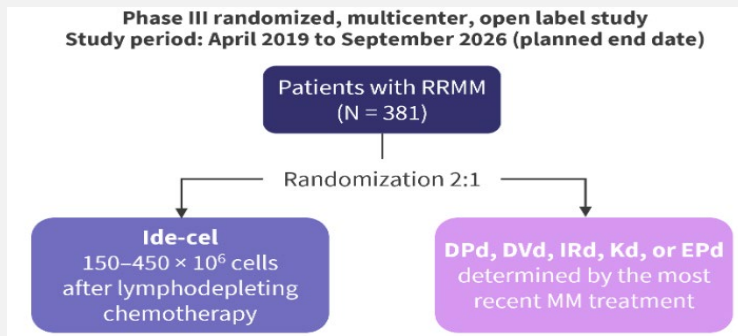 Phase III randomized, multicenter, open label study
Study period: April 2019 to September 2026 (planned end date)
Patients with RRMM
(N = 381)
Randomization 2:1
Ide-cel
150–450 × 10⁶ cells
after lymphodepleting
chemotherapy
DPd, DVd, IRd, Kd, or EPd
determined by the most
recent MM treatment